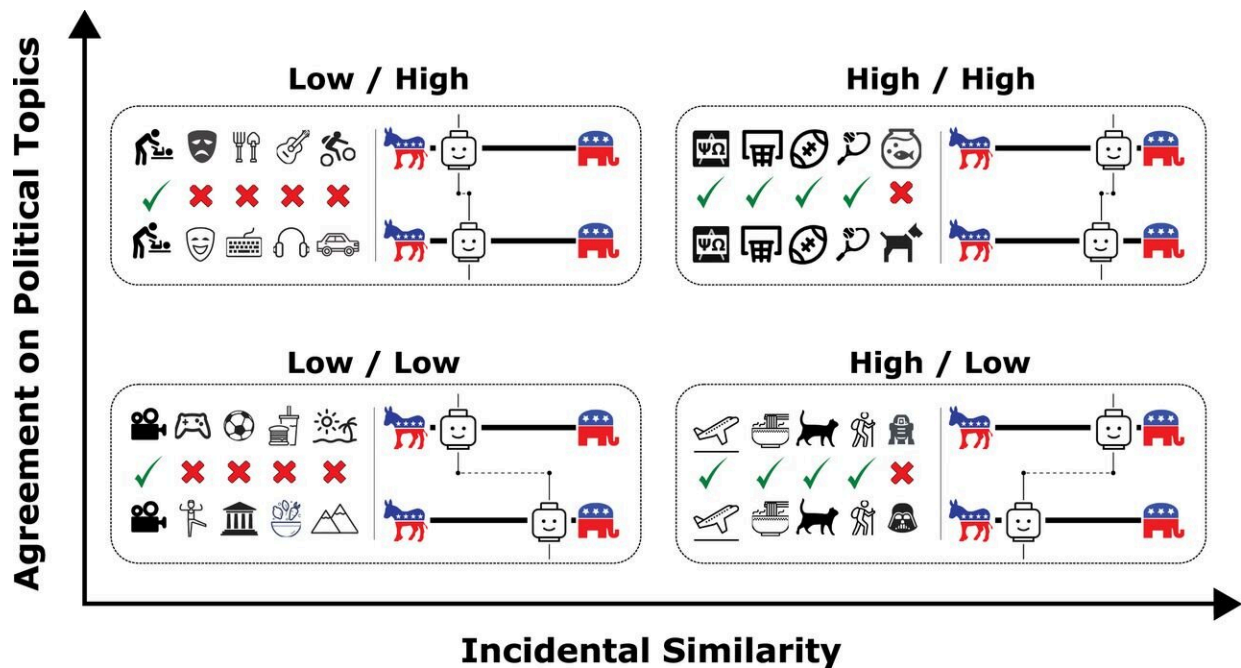 Agreement on Political Topics
Low / High
High / High
ΨΩ
ΨΩ
Low / Low
High / Low
Incidental Similarity